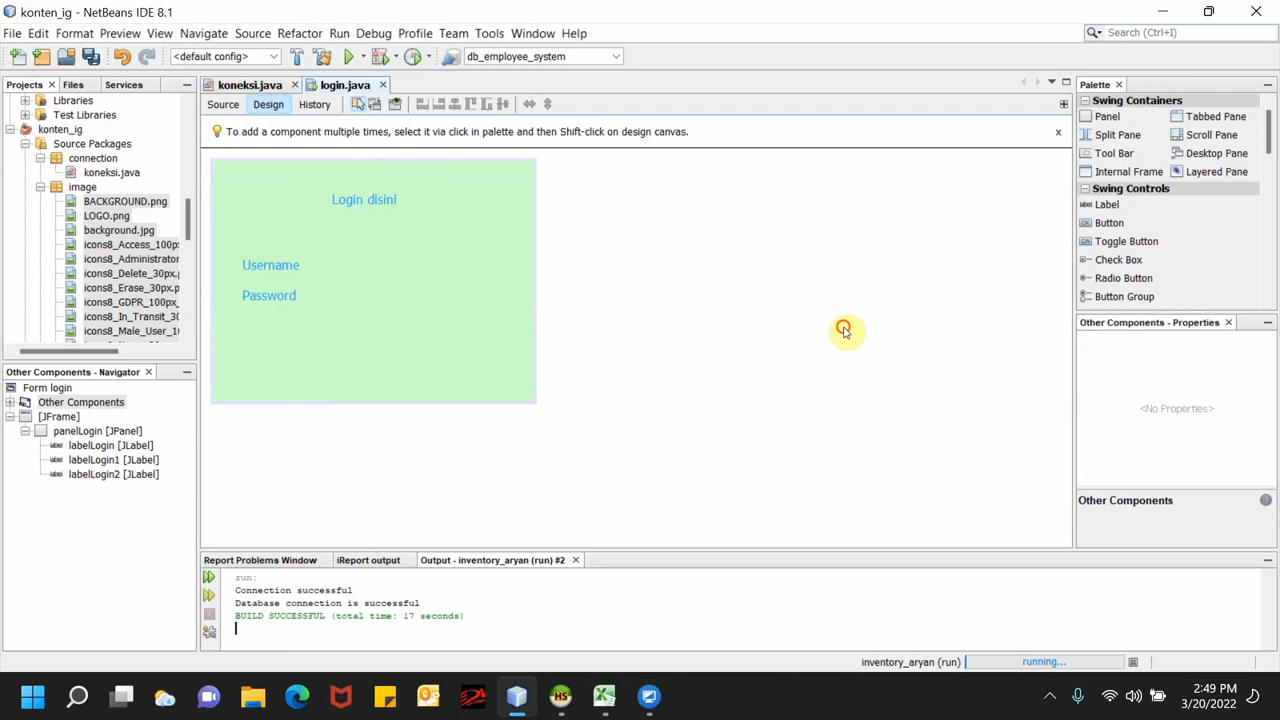 konten_ig - NetBeans IDE 8.1
File Edit Format Preview View Navigate Source Refactor Run Debug Profile Team Tools Window Help
Search (Ctrl+I)
<default config>
db_employee_system
Projects Files Services
koneksi.java login.java
Palette
Source Design History
Swing Containers
Panel Tabbed Pane
Split Pane Scroll Pane
Tool Bar Desktop Pane
Internal Frame Layered Pane
Swing Controls
Label
Button
Toggle Button
Check Box
Radio Button
Button Group
Libraries
Test Libraries
konten_ig
Source Packages
connection
koneksi.java
image
BACKGROUND.png
LOGO.png
background.jpg
icons8_Access_100p
icons8_Administrator
icons8_Delete_30px.p
icons8_Erase_30px.p
icons8_GDPR_100px_
icons8_In_Transit_30
icons8_Male_User_1
To add a component multiple times, select it via click in palette and then Shift-click on design canvas.
x
Login disini
Username
Password
Other Components - Properties
<No Properties>
Other Components
Other Components - Navigator
Form login
Other Components
[JFrame]
panelLogin [JPanel]
labelLogin [JLabel]
labelLogin1 [JLabel]
labelLogin2 [JLabel]
Report Problems Window iReport output Output - inventory_aryan (run) #2
run:
Connection successful
Database connection is successful
BUILD SUCCESSFUL (total time: 17 seconds)
inventory_aryan (run) running...
2:49 PM
3/20/2022